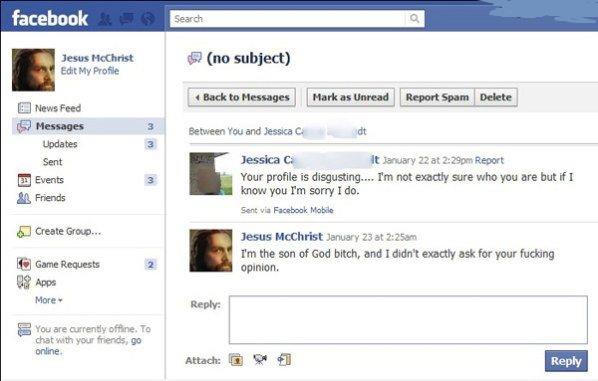 facebook
Search
Jesus McChrist
Edit My Profile
(no subject)
Back to Messages
Mark as Unread
Report Spam
Delete
News Feed
Messages 3
Updates 3
Sent
Events 3
Friends
Create Group...
Game Requests 2
Apps
More
You are currently offline. To
chat with your friends, go
online.
Between You and Jessica
Jessica January 22 at 2:29pm Report
Your profile is disgusting.... I'm not exactly sure who you are but if I
know you I'm sorry I do.
Sent via Facebook Mobile
Jesus McChrist January 23 at 2:25am
I'm the son of God bitch, and I didn't exactly ask for your fucking
opinion.
Reply:
Attach:
31
Reply